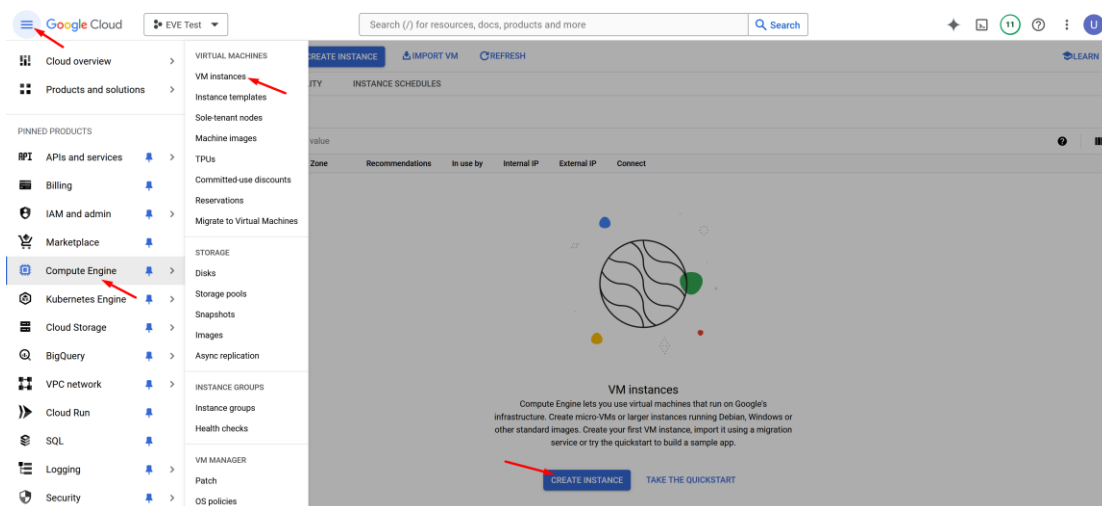 Google Cloud
EVE Test
Search (/) for resources, docs, products and more
Search
11
U
Cloud overview
Products and solutions
PINNED PRODUCTS
API APIs and services
Billing
IAM and admin
Marketplace
Compute Engine
Kubernetes Engine
Cloud Storage
BigQuery
VPC network
Cloud Run
SQL
Logging
Security
VIRTUAL MACHINES
VM instances
Instance templates
Sole-tenant nodes
Machine images
TPUs
Committed-use discounts
Reservations
Migrate to Virtual Machines
STORAGE
Disks
Storage pools
Snapshots
Images
Async replication
INSTANCE GROUPS
Instance groups
Health checks
VM MANAGER
Patch
OS policies
CREATE INSTANCE
IMPORT VM
REFRESH
LEARN
ITY
INSTANCE SCHEDULES
value
Zone Recommendations In use by Internal IP External IP Connect
VM instances
Compute Engine lets you use virtual machines that run on Google's
infrastructure. Create micro-VMs or larger instances running Debian, Windows or
other standard images. Create your first VM instance, import it using a migration
service or try the quickstart to build a sample app.
CREATE INSTANCE
TAKE THE QUICKSTART